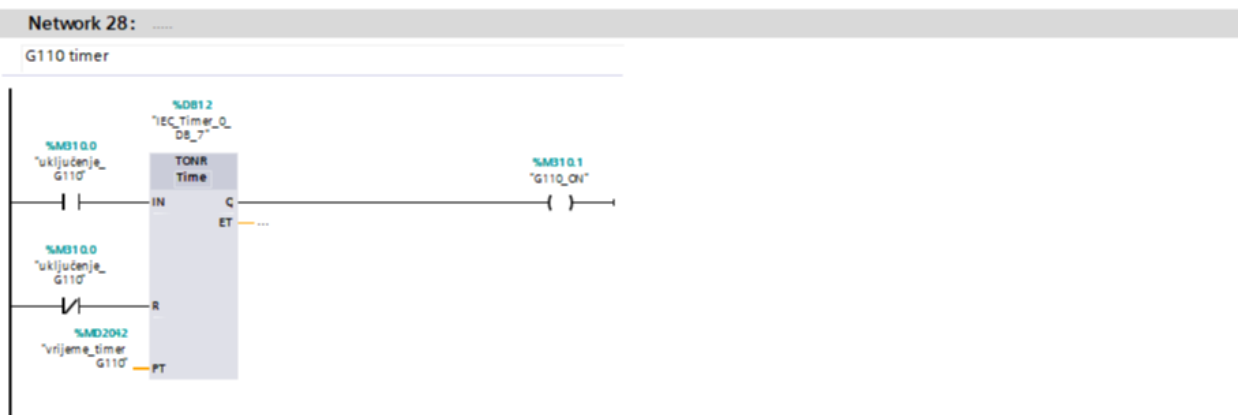 Network 28: .....
G110 timer
%DB12
"IEC_Timer_0_
DB_7"
%M310.0
"uključenje_
G110"
TONR
Time
%M310.1
"G110_ON"
IN
Q
ET
...
%M310.0
"uključenje_
G110"
R
%MD2042
"vrijeme_timer
G110"
PT